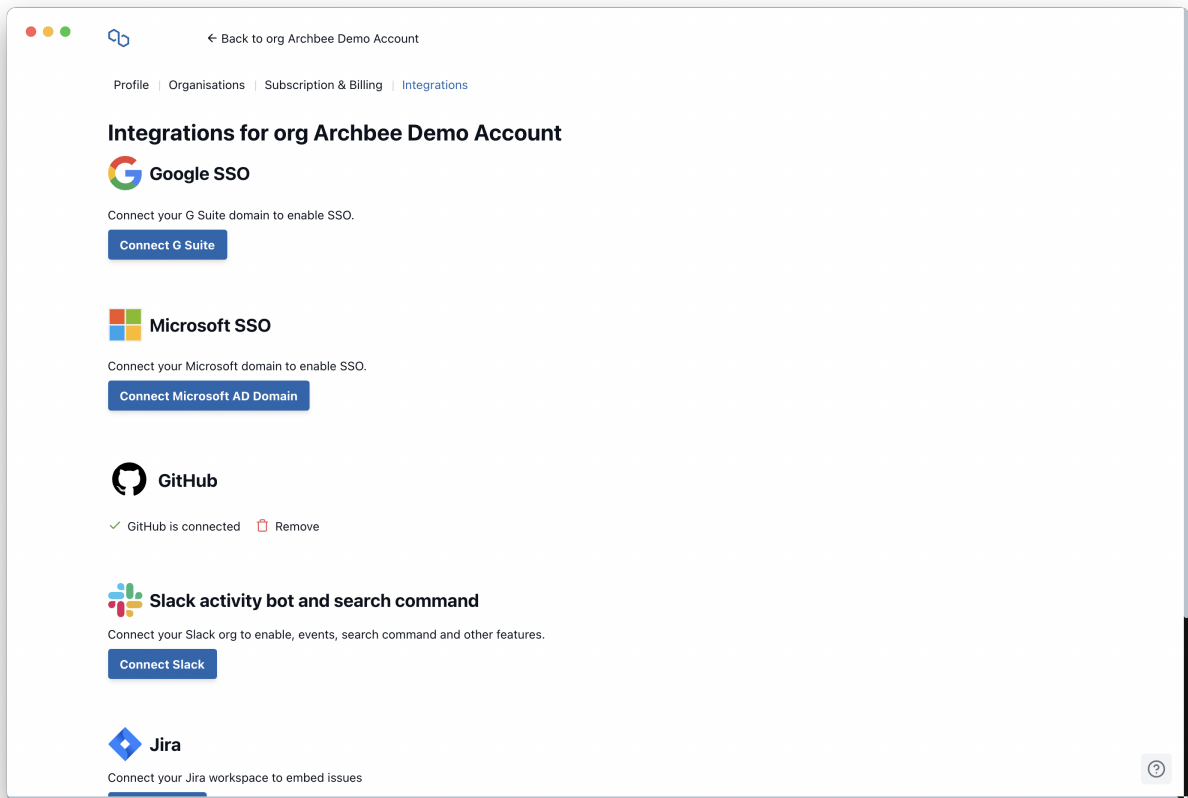 ← Back to org Archbee Demo Account
Profile | Organisations | Subscription & Billing | Integrations
Integrations for org Archbee Demo Account
Google SSO
Connect your G Suite domain to enable SSO.
Connect G Suite
Microsoft SSO
Connect your Microsoft domain to enable SSO.
Connect Microsoft AD Domain
GitHub
GitHub is connected Remove
Slack activity bot and search command
Connect your Slack org to enable, events, search command and other features.
Connect Slack
Jira
Connect your Jira workspace to embed issues